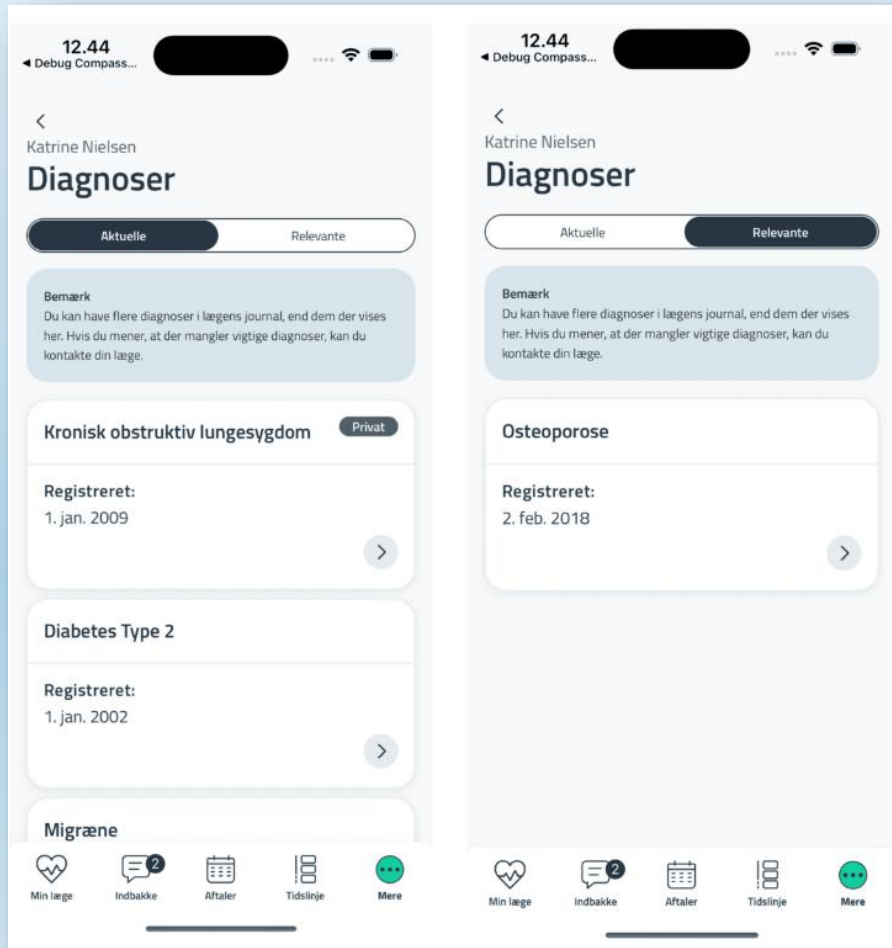 12.44
◀ Debug Compass...
Katrine Nielsen
Diagnoser
Aktuelle
Relevante
Bemærk
Du kan have flere diagnoser i lægens journal, end dem der vises
her. Hvis du mener, at der mangler vigtige diagnoser, kan du
kontakte din læge.
Kronisk obstruktiv lungesygdom
Privat
Registreret:
1. jan. 2009
Diabetes Type 2
Registreret:
1. jan. 2002
Migræne
2
Min læge
Indbakke
Aftaler
Tidslinje
Mere
12.44
◀ Debug Compass...
Katrine Nielsen
Diagnoser
Aktuelle
Relevante
Bemærk
Du kan have flere diagnoser i lægens journal, end dem der vises
her. Hvis du mener, at der mangler vigtige diagnoser, kan du
kontakte din læge.
Osteoporose
Registreret:
2. feb. 2018
2
Min læge
Indbakke
Aftaler
Tidslinje
Mere